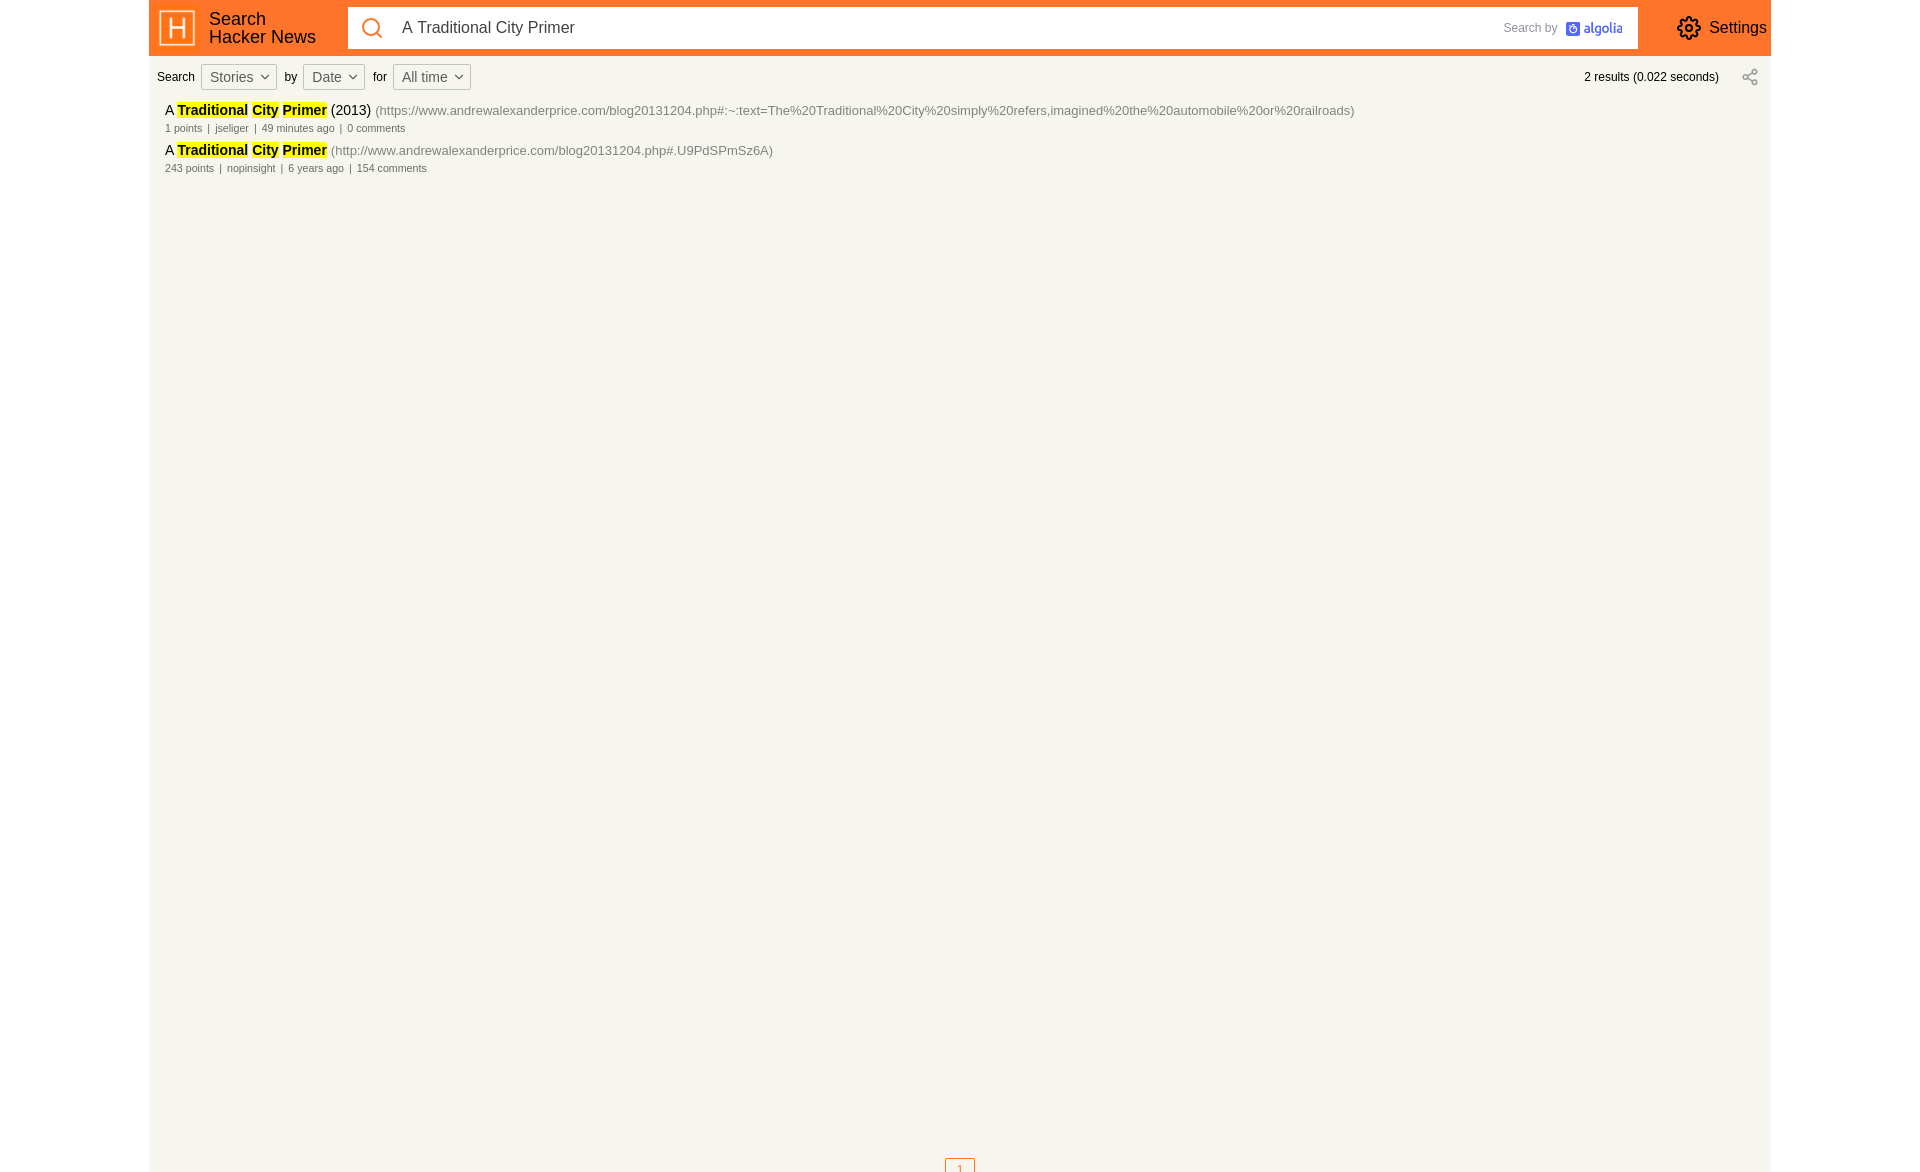 H Search
Hacker News
A Traditional City Primer
Search by algolia
Settings
Search Stories by Date for All time
2 results (0.022 seconds)
A Traditional City Primer (2013) (https://www.andrewalexanderprice.com/blog20131204.php#:~:text=The%20Traditional%20City%20simply%20refers,imagined%20the%20automobile%20or%20railroads)
1 points | jseliger | 49 minutes ago | 0 comments
A Traditional City Primer (http://www.andrewalexanderprice.com/blog20131204.php#.U9PdSPmSz6A)
243 points | nopinsight | 6 years ago | 154 comments
1